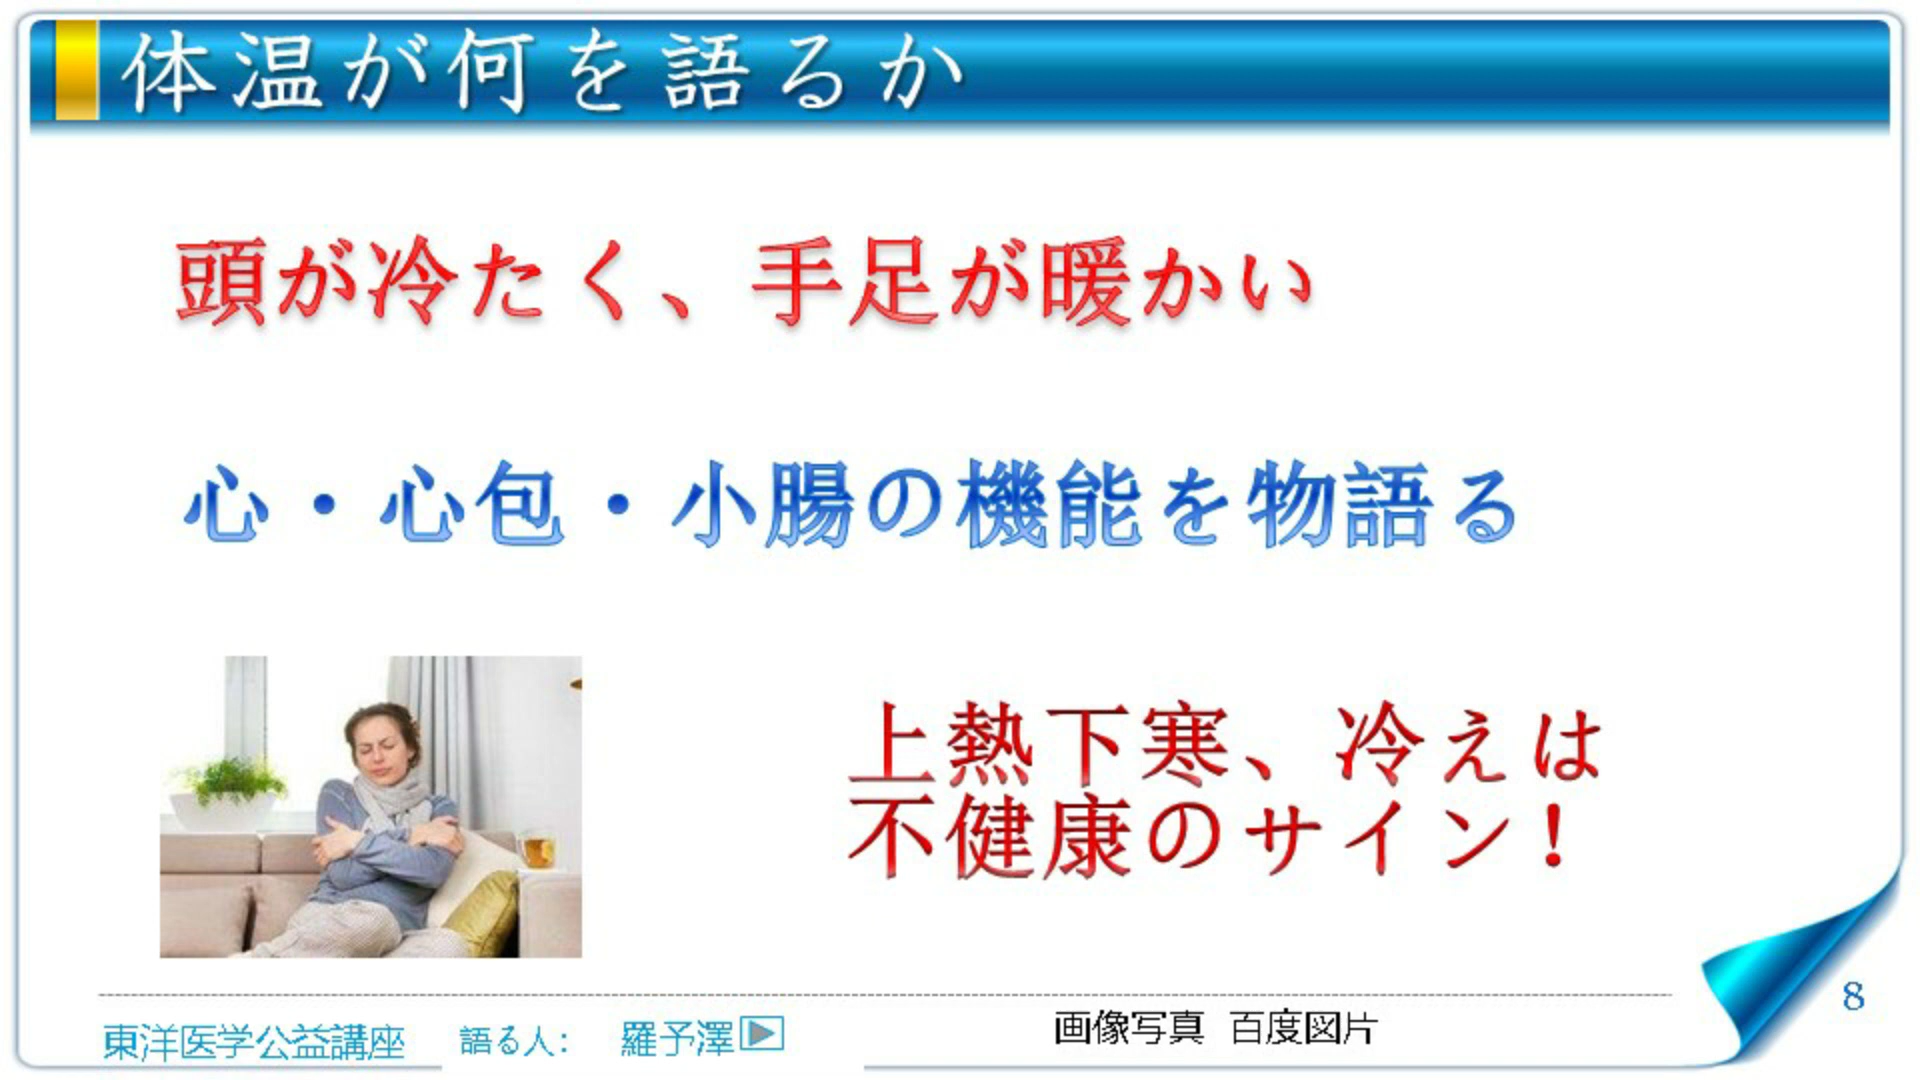 体温が何を語るか
頭が冷たく、手足が暖かい
心・心包・小腸の機能を物語る
上熱下寒、冷えは
不健康のサイン！
東洋医学公益講座 語る人： 羅予澤
画像写真 百度図片
8